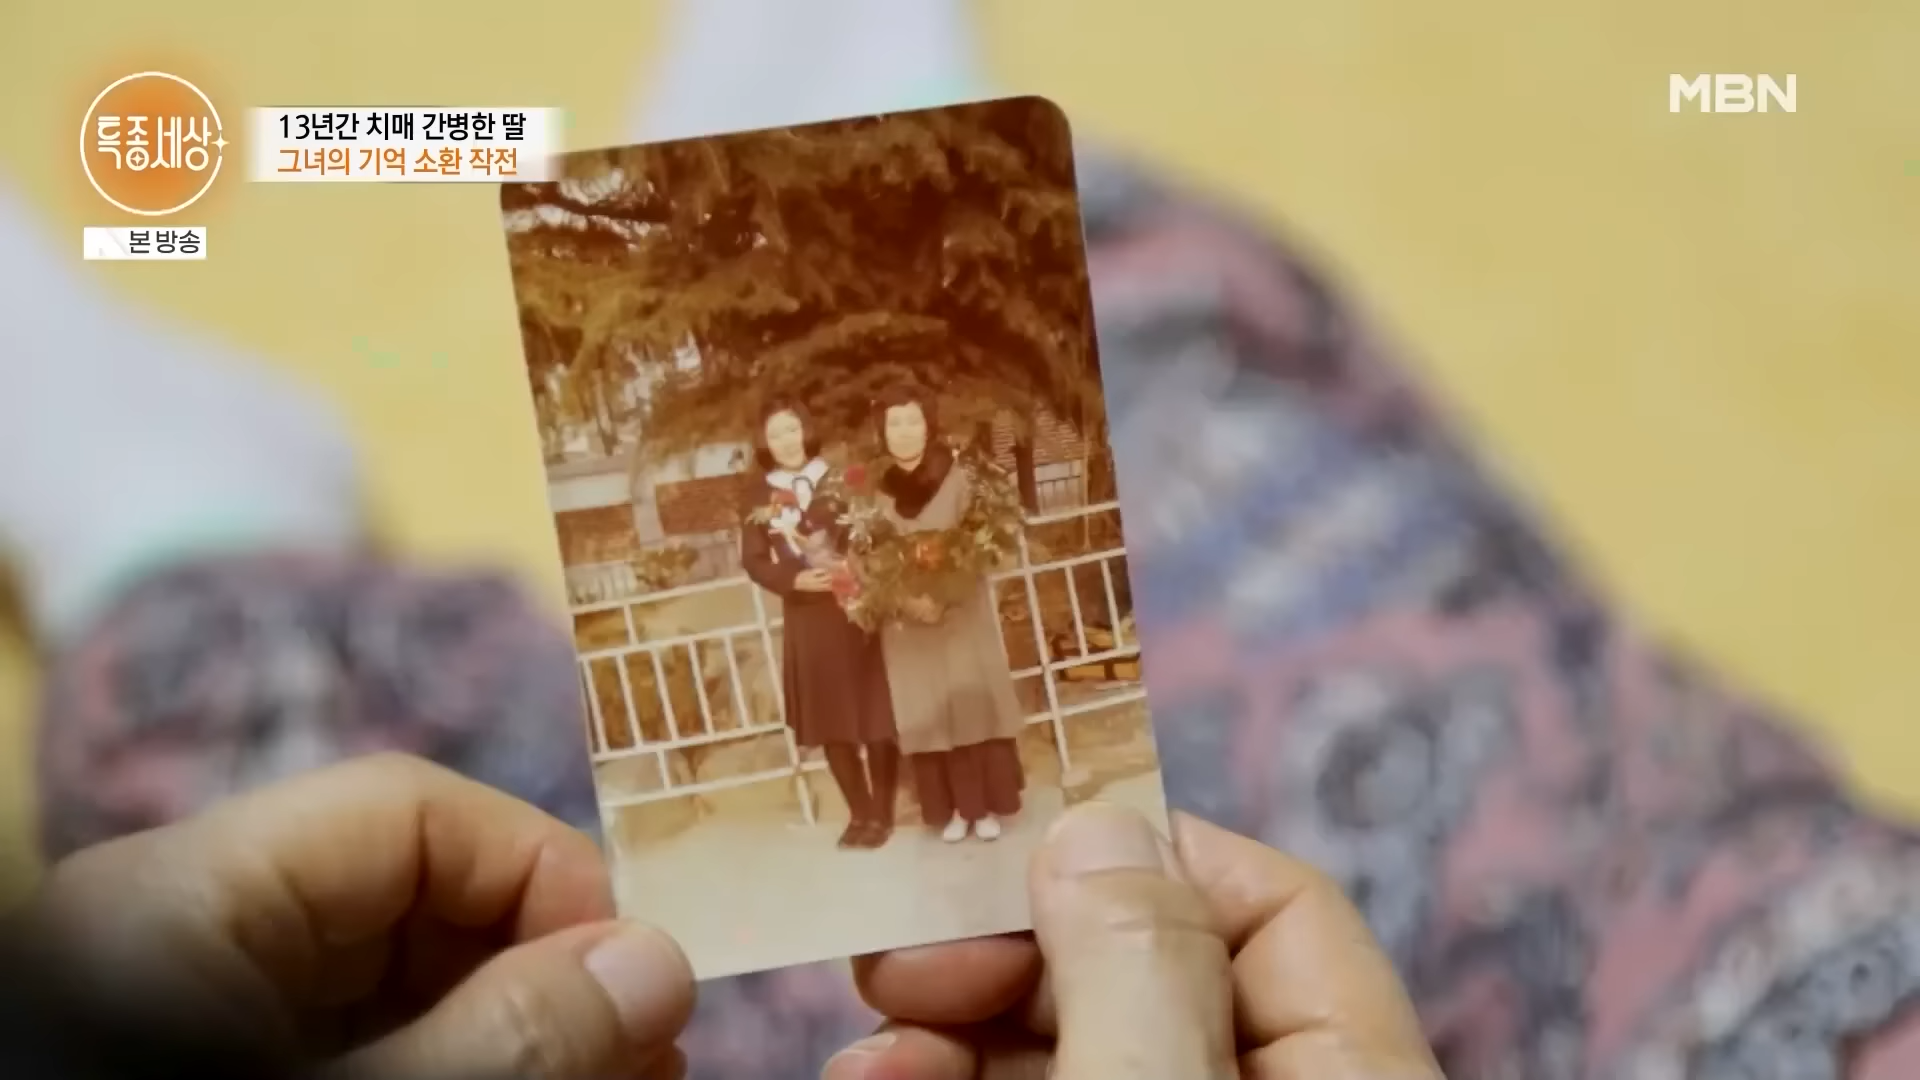 특종세상
13년간 치매 간병한 딸
그녀의 기억 소환 작전
본 방송
MBN